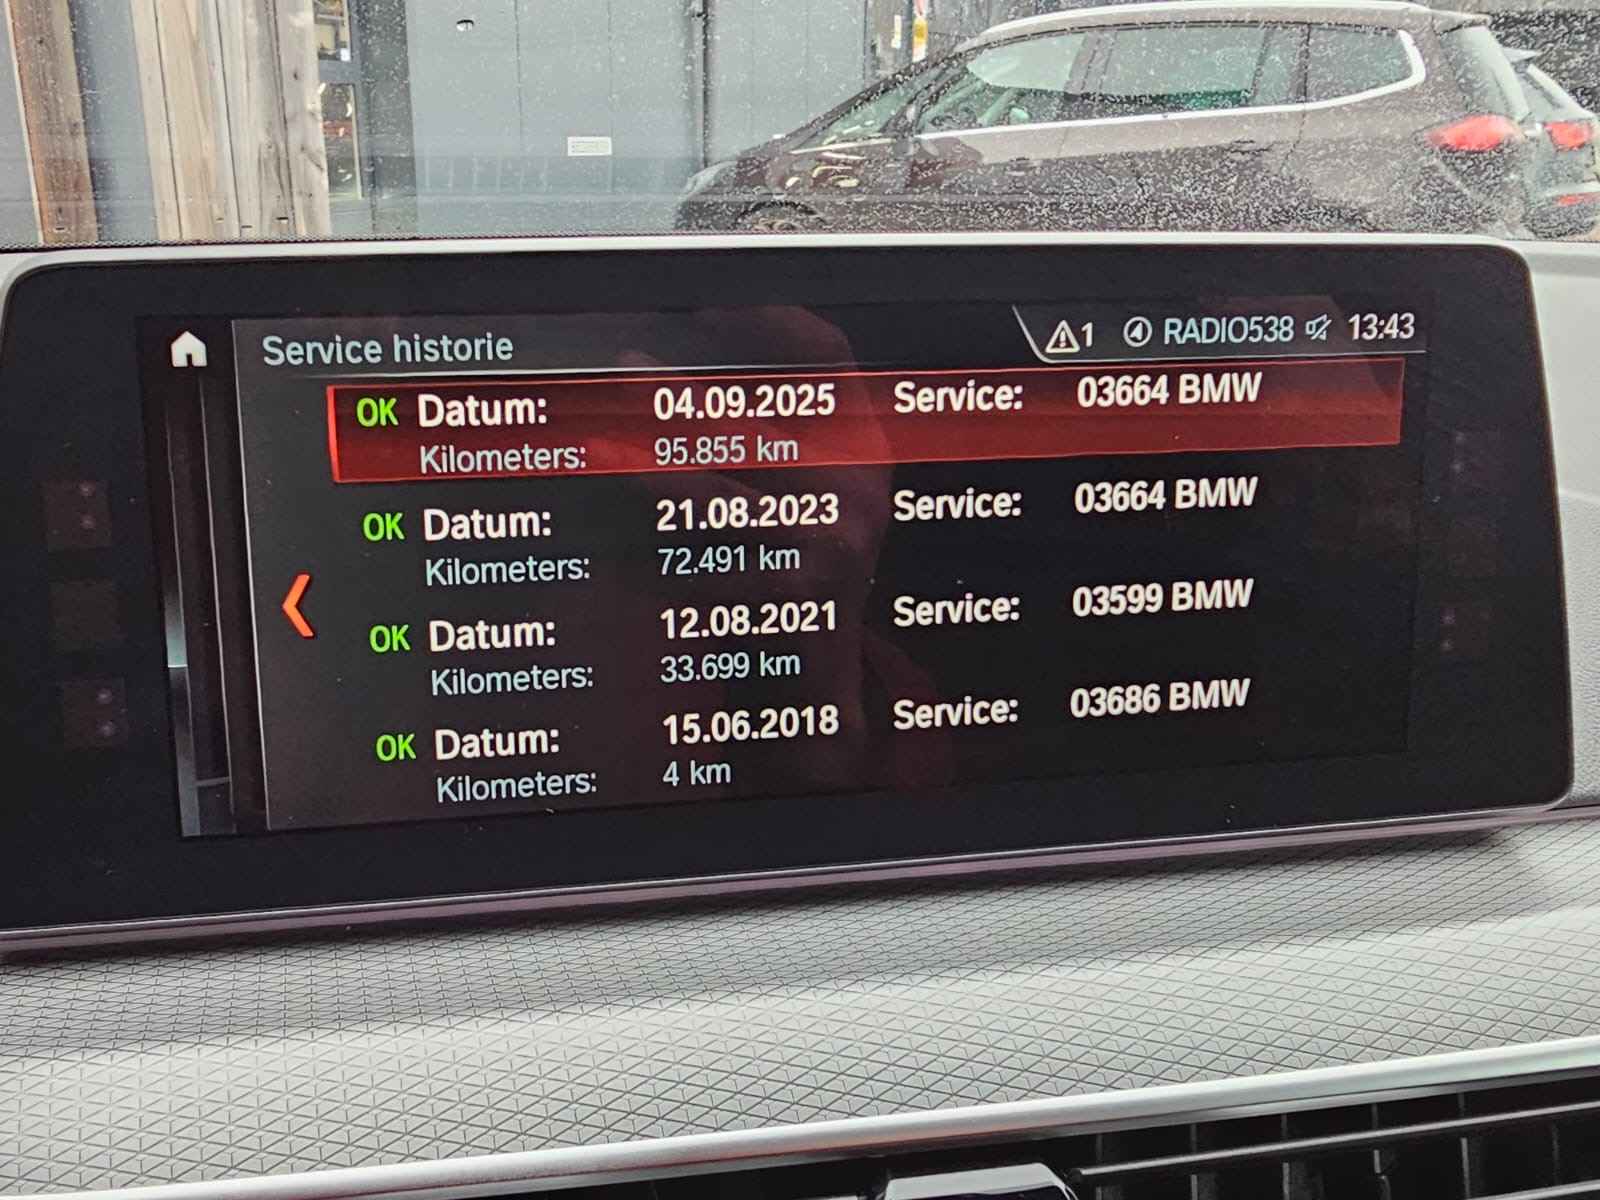 Service historie
1 RADIO538 13:43
OK Datum: 04.09.2025 Service: 03664 BMW
Kilometers: 95.855 km
OK Datum: 21.08.2023 Service: 03664 BMW
Kilometers: 72.491 km
OK Datum: 12.08.2021 Service: 03599 BMW
Kilometers: 33.699 km
OK Datum: 15.06.2018 Service: 03686 BMW
Kilometers: 4 km